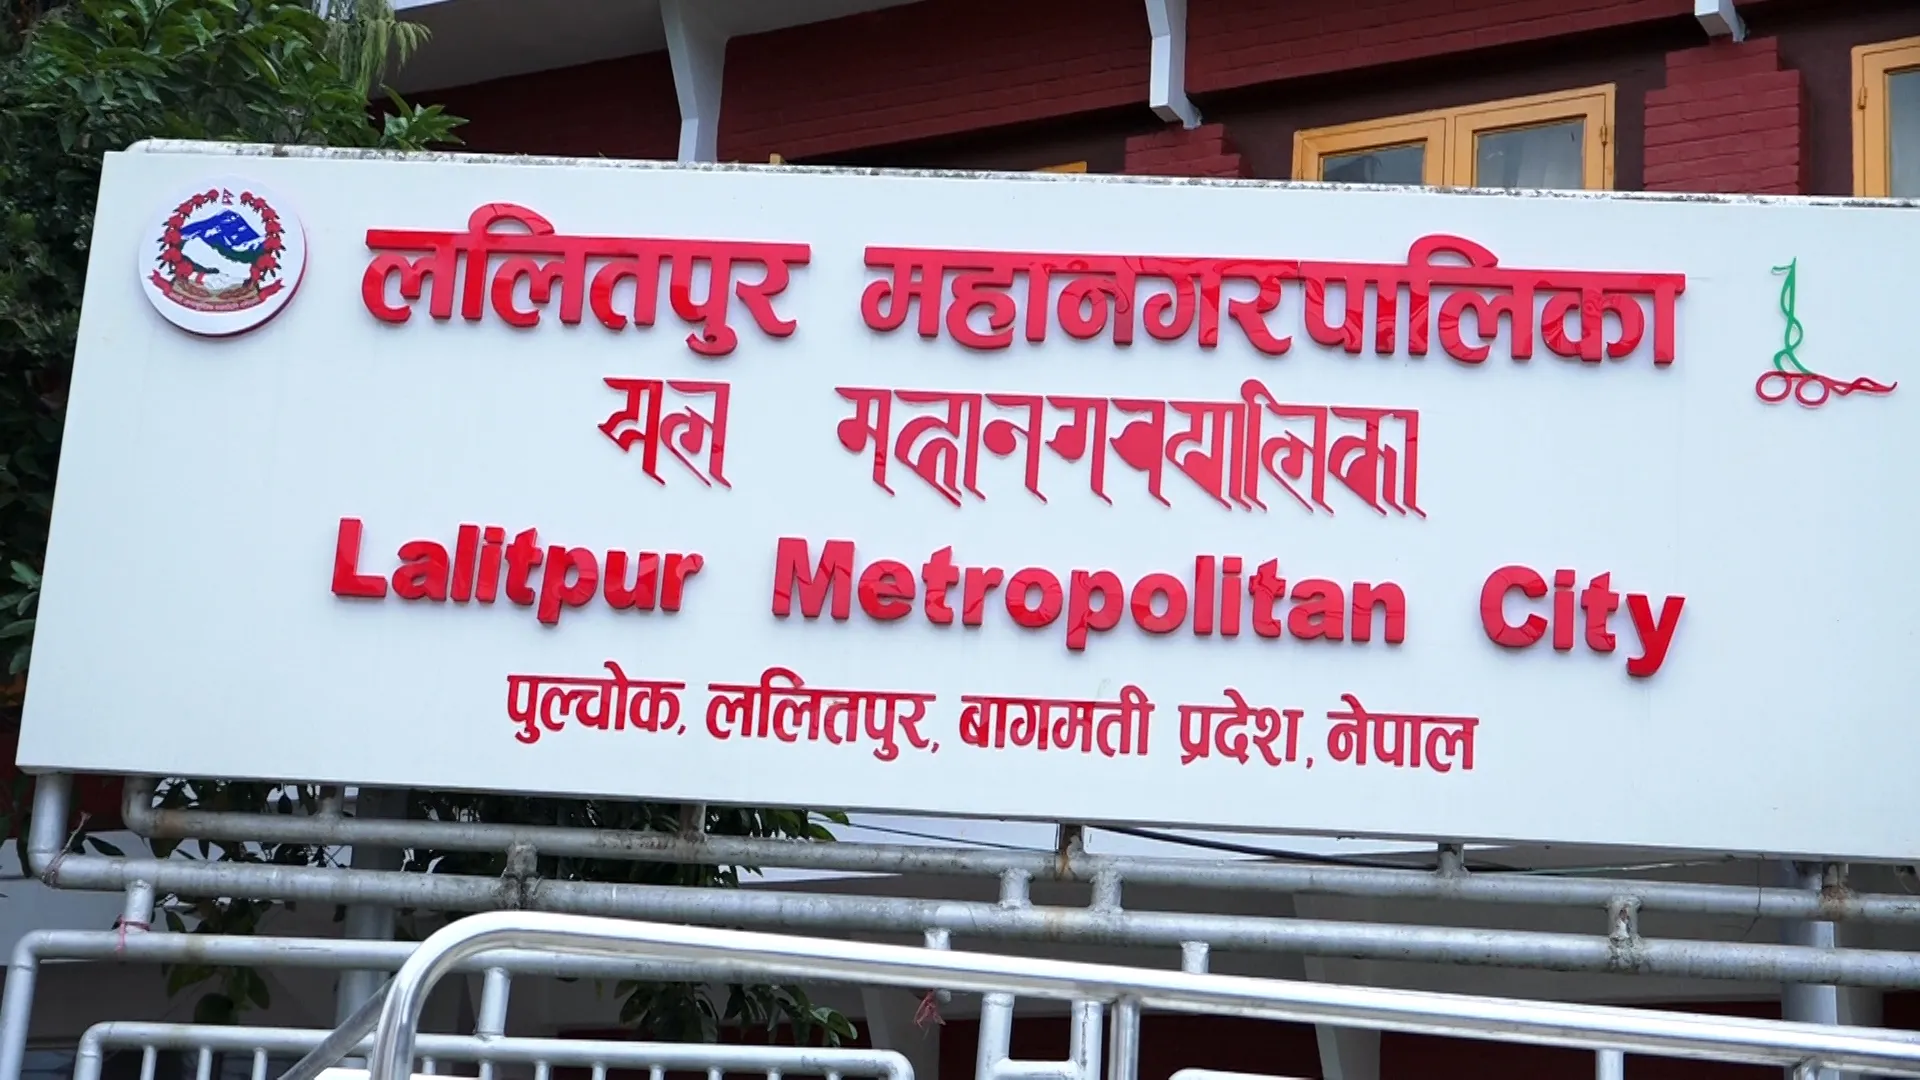 ललितपुर महानगरपालिका
𑐫𑐮 𑐩𑐴𑐵𑐣𑐐𑐬𑐥𑐵𑐮𑐶𑐎𑐵
Lalitpur Metropolitan City
पुल्चोक, ललितपुर, बागमती प्रदेश, नेपाल